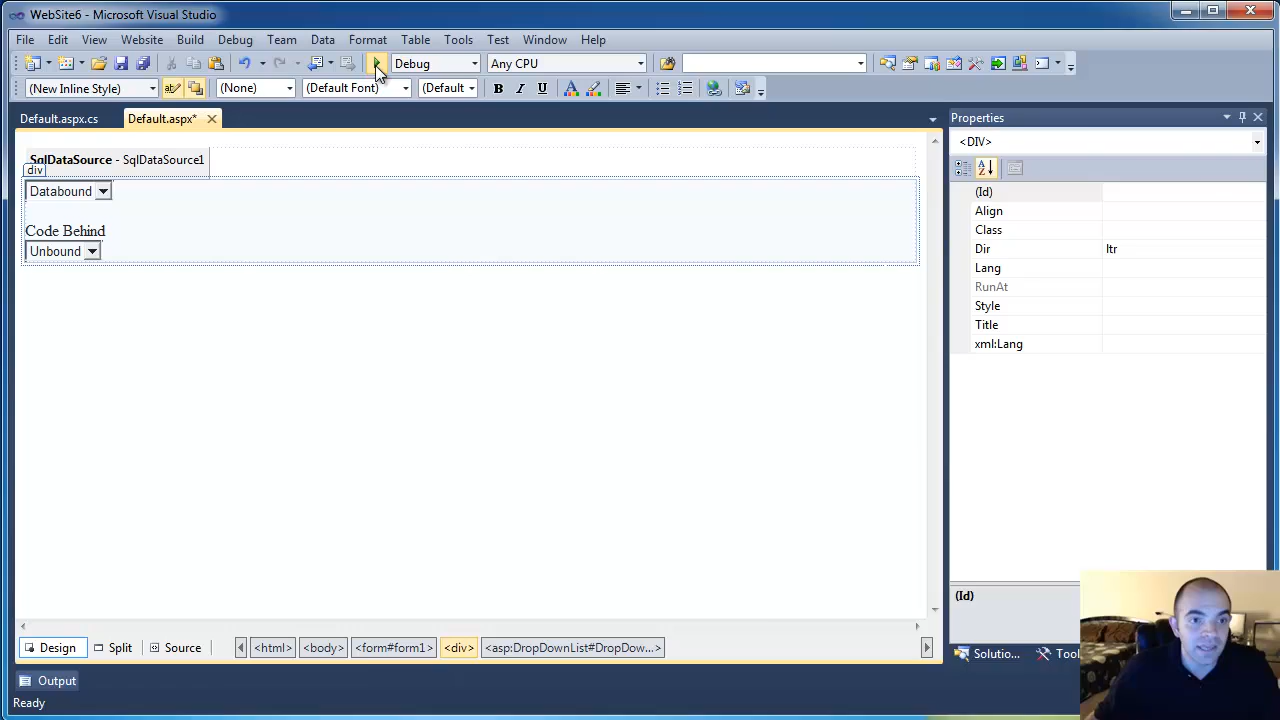 WebSite6 - Microsoft Visual Studio
File Edit View Website Build Debug Team Format Data Table Tools Test Window Help
Debug Any CPU
(New Inline Style) (None) (Default Font) (Default B I U A
Default.aspx.cs Default.aspx*
SqlDataSource - SqlDataSource1
div
Databound
Code Behind
Unbound
Properties
<DIV>
(Id)
Align
Class
Dir ltr
Lang
RunAt
Style
Title
xml:Lang
(Id)
Design Split Source <html> <body> <form#form1> <div> <asp:DropDownList#DropDow...>
Solutio...
Output
Ready